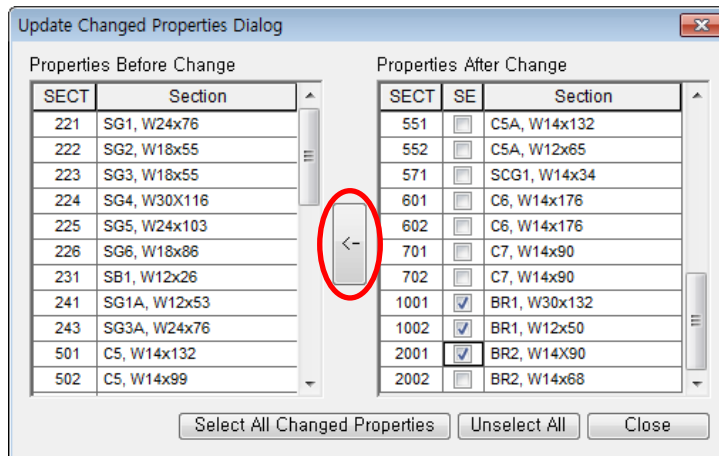 Update Changed Properties Dialog
Properties Before Change
SECT Section
221 SG1, W24x76
222 SG2, W18x55
223 SG3, W18x55
224 SG4, W30X116
225 SG5, W24x103
226 SG6, W18x86
231 SB1, W12x26
241 SG1A, W12x53
243 SG3A, W24x76
501 C5, W14x132
502 C5, W14x99
<-
Properties After Change
SECT SE Section
551 C5A, W14x132
552 C5A, W12x65
571 SCG1, W14x34
601 C6, W14x176
602 C6, W14x176
701 C7, W14x90
702 C7, W14x90
1001 BR1, W30x132
1002 BR1, W12x50
2001 BR2, W14X90
2002 BR2, W14x68
Select All Changed Properties Unselect All Close